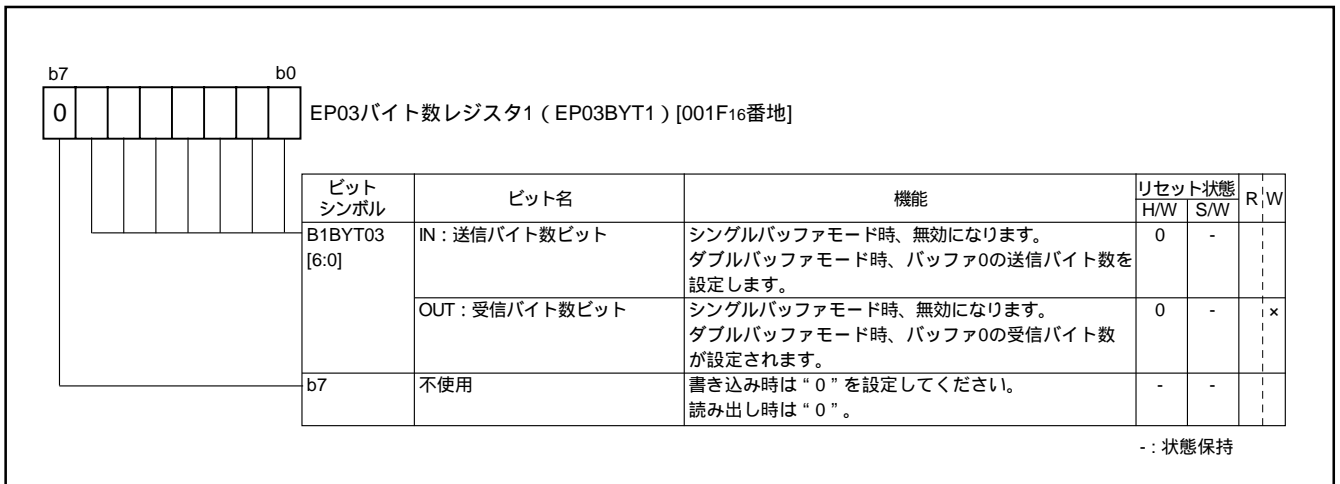 b7 b0
0
EP03バイト数レジスタ1（EP03BYT1）[001F16番地]
ビット シンボル ビット名 機能 リセット状態 H/W S/W R W
B1BYT03 [6:0] IN：送信バイト数ビット シングルバッファモード時、無効になります。 0 -
ダブルバッファモード時、バッファ0の送信バイト数を
設定します。
OUT：受信バイト数ビット シングルバッファモード時、無効になります。 0 - ×
ダブルバッファモード時、バッファ0の受信バイト数
が設定されます。
b7 不使用 書き込み時は“0”を設定してください。 - -
読み出し時は“0”。
-：状態保持